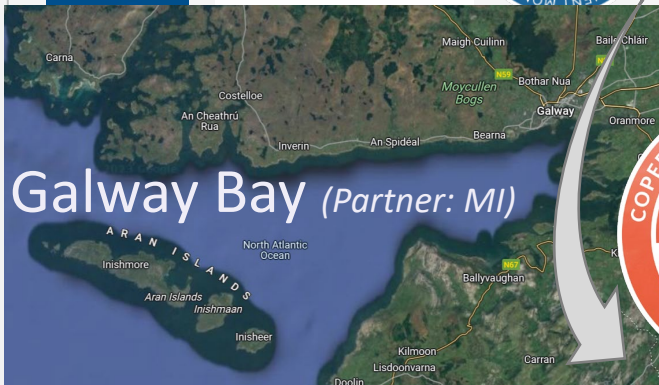 Maigh Cuilinn
Baile Chláir
Carna
N59
Moycullen
Bogs
Bothar Nua
Costelloe
An Cheathrú
Rua
Galway
Oranmore
Inverin
An Spidéal
Bearna
Galway Bay (Partner: MI)
ARAN ISLANDS
North Atlantic
Ocean
Inishmore
N67
Ballyvaughan
Aran Islands
Inishmaan
Inisheer
Kilmoon
Lisdoonvarna
Carran
Doolin